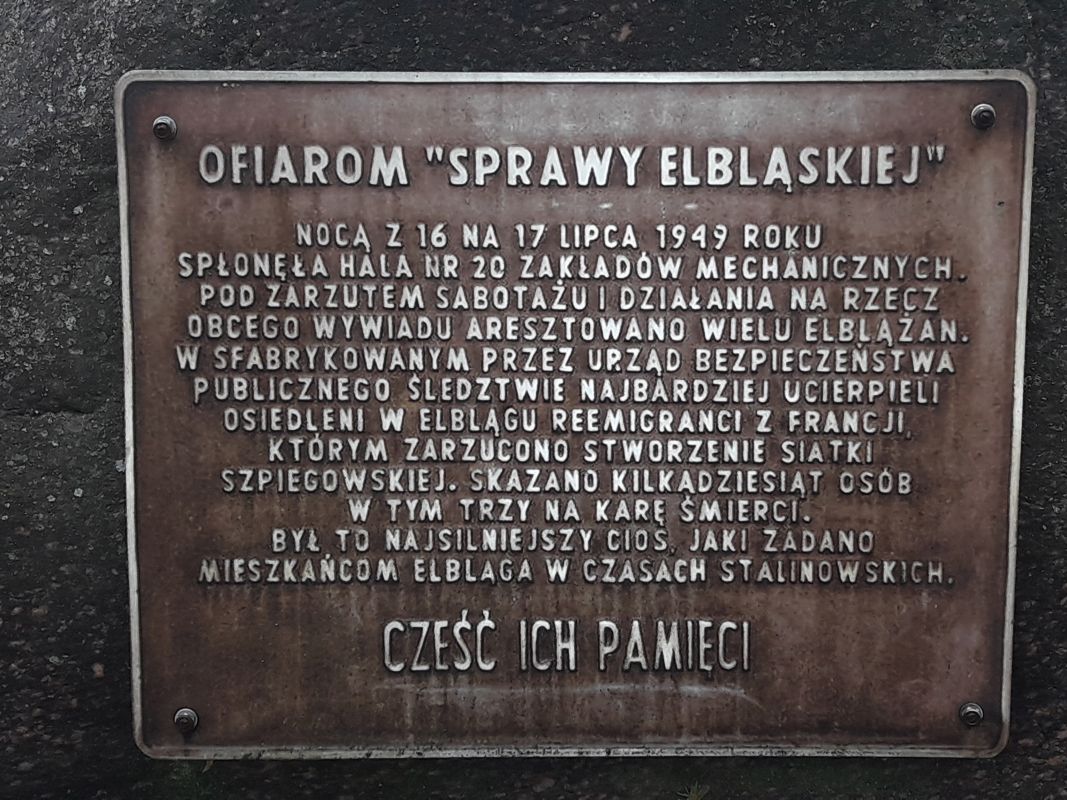 OFIAROM "SPRAWY ELBLĄSKIEJ"
NOCĄ Z 16 NA 17 LIPCA 1949 ROKU
SPŁONĘŁA HALA NR 20 ZAKŁADÓW MECHANICZNYCH.
POD ZARZUTEM SABOTAŻU I DZIAŁANIA NA RZECZ
OBCEGO WYWIADU ARESZTOWANO WIELU ELBLĄŻAN.
W SFABRYKOWANYM PRZEZ URZĄD BEZPIECZEŃSTWA
PUBLICZNEGO ŚLEDZTWIE NAJBARDZIEJ UCIERPIELI
OSIEDLENI W ELBLĄGU REEMIGRANCI Z FRANCJI,
KTÓRYM ZARZUCONO STWORZENIE SIATKI
SZPIEGOWSKIEJ. SKAZANO KILKADZIESIĄT OSÓB
W TYM TRZY NA KARĘ ŚMIERCI.
BYŁ TO NAJSILNIEJSZY CIOS, JAKI ZADANO
MIESZKAŃCOM ELBLĄGA W CZASACH STALINOWSKICH.
CZEŚĆ ICH PAMIĘCI